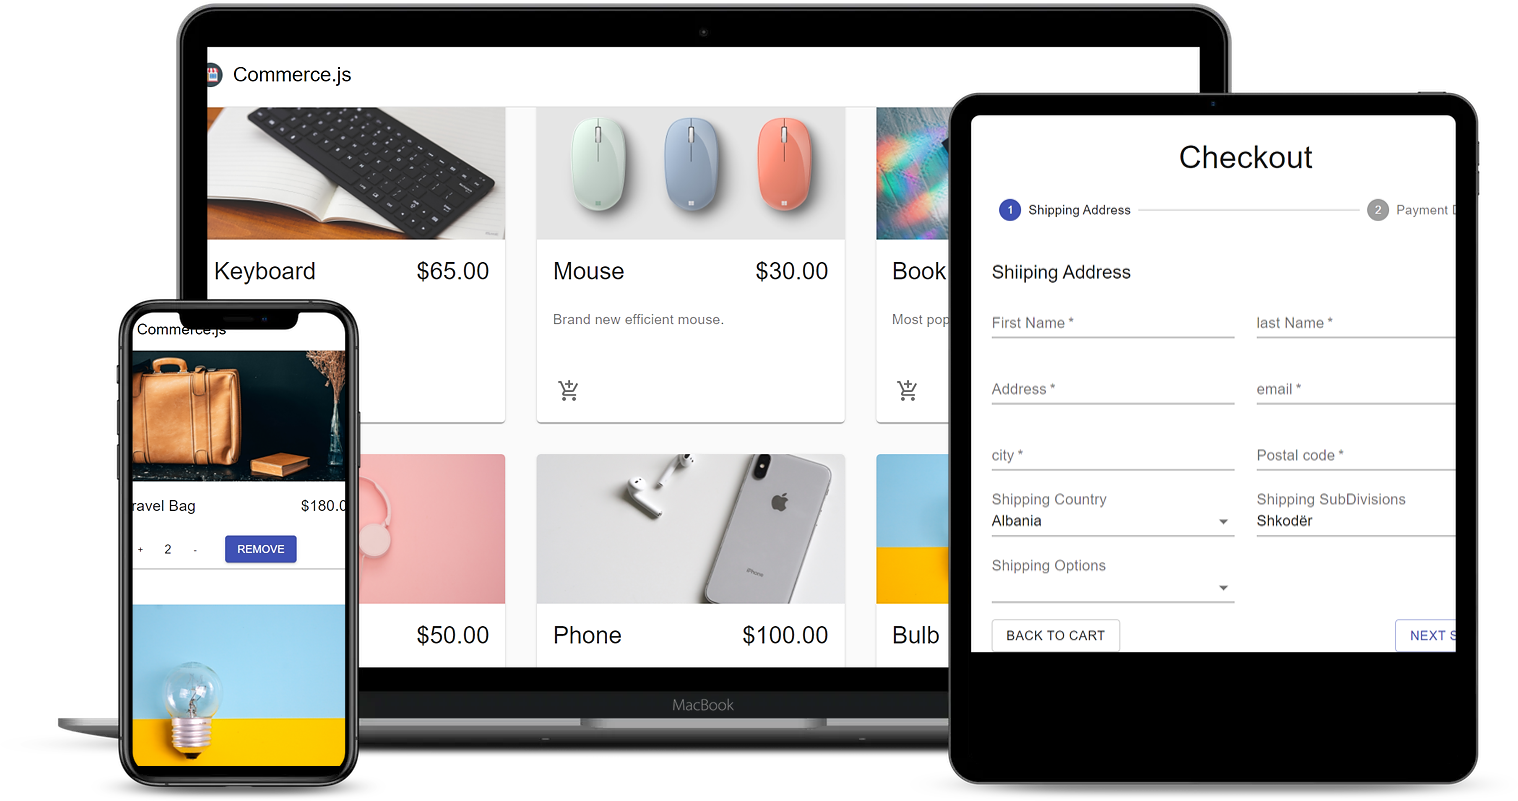 Commerce.js
Keyboard $65.00
Mouse $30.00
Brand new efficient mouse.
Book
Most pop
$50.00
Phone $100.00
Bulb
iPhone
MacBook
Commerce.js
ravel Bag $180.0
+ 2 -
REMOVE
Checkout
1 Shipping Address
2 Payment D
Shiiping Address
First Name *
last Name *
Address *
email *
city *
Postal code *
Shipping Country
Albania
Shipping SubDivisions
Shkodër
Shipping Options
BACK TO CART
NEXT S